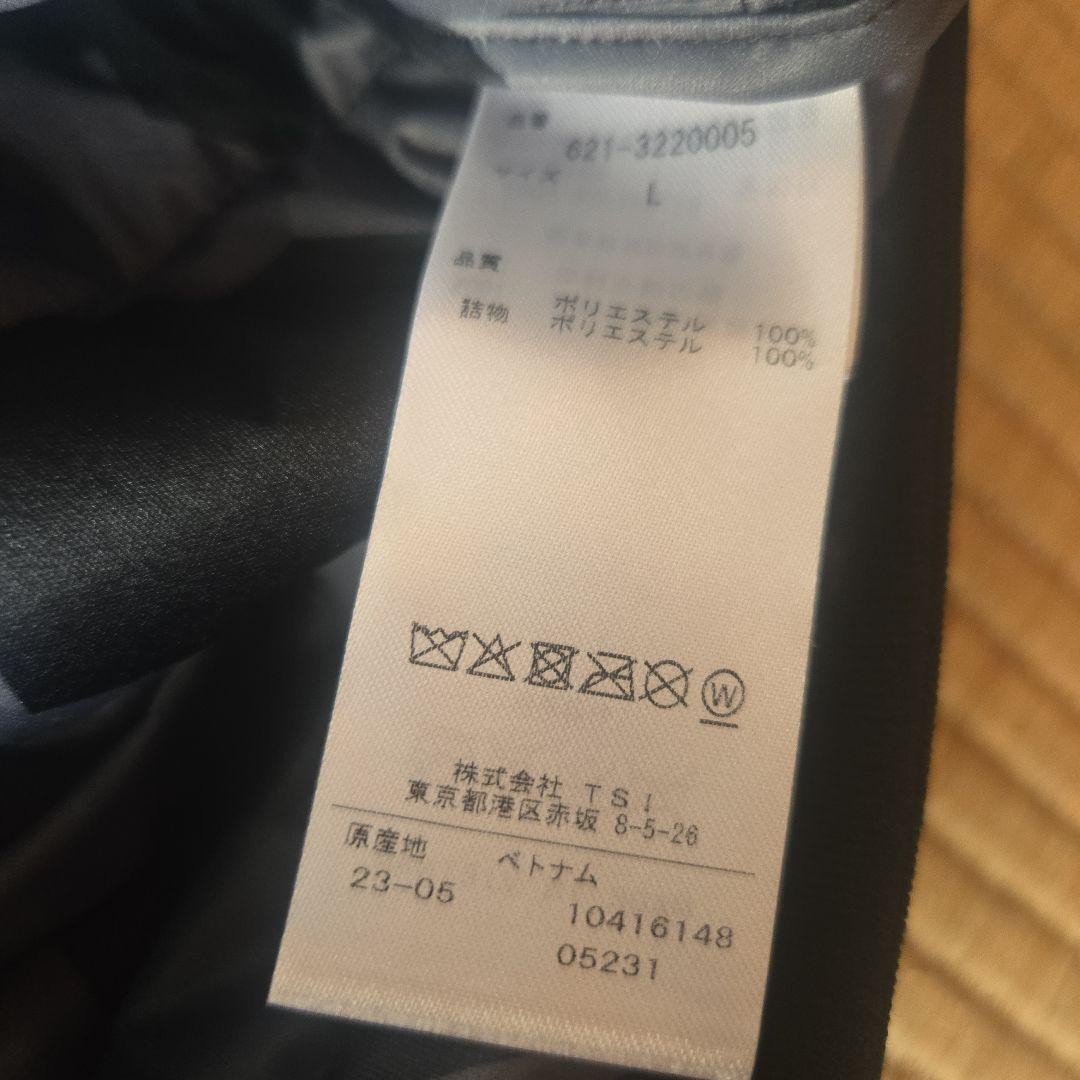 品番
621-3220005
サイズ L
品質
ポリエステル 100%
詰物 ポリエステル 100%
W
株式会社 TSI
東京都港区赤坂 8-5-26
原産地 ベトナム
23-05
10416148
05231